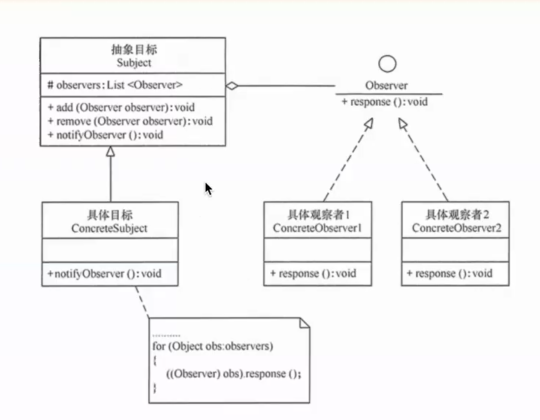 抽象目标
Subject
# observers: List <Observer>
+ add (Observer observer): void
+ remove (Observer observer): void
+ notifyObserver (): void
Observer
+ response (): void
具体目标
ConcreteSubject
+notifyObserver (): void
具体观察者1
ConcreteObserver1
+ response (): void
具体观察者2
ConcreteObserver2
+ response (): void
...........
for (Object obs:observers)
{
((Observer) obs).response ();
}